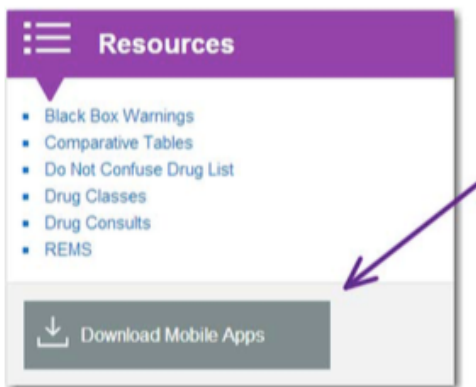 Resources
Black Box Warnings
Comparative Tables
Do Not Confuse Drug List
Drug Classes
Drug Consults
REMS
Download Mobile Apps